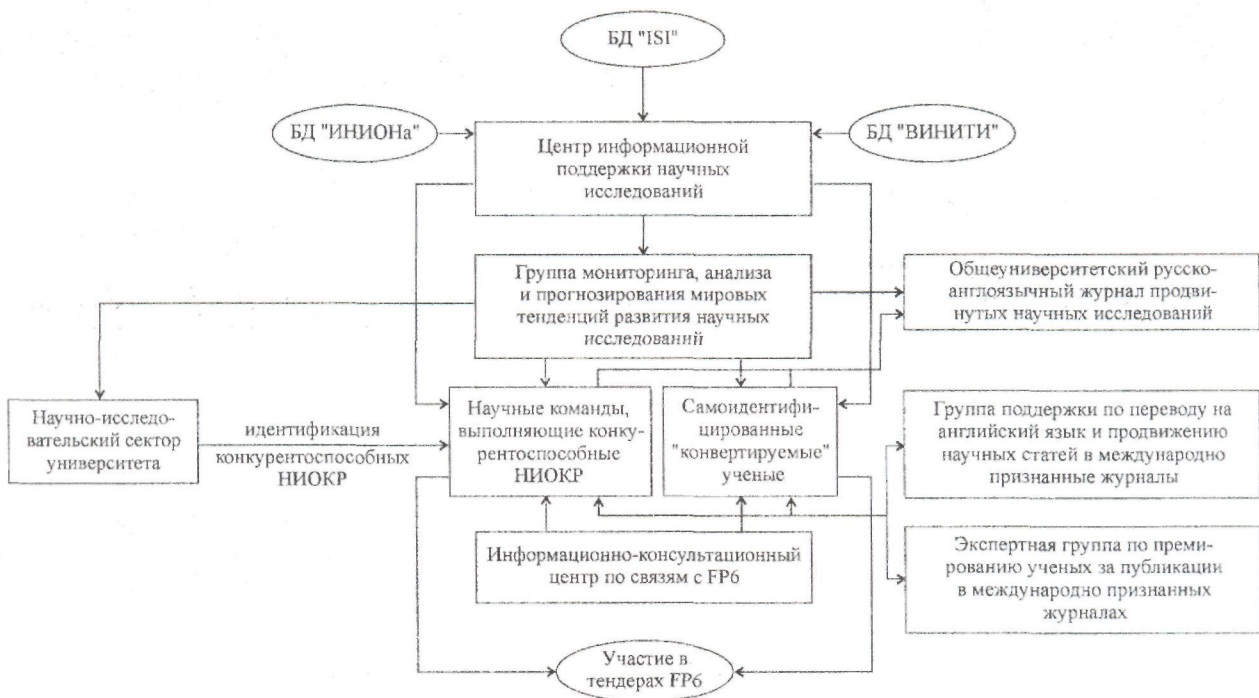 БД "ISI"
БД "ИНИОНа"
БД "ВИНИТИ"
Центр информационной
поддержки научных
исследований
Группа мониторинга, анализа
и прогнозирования мировых
тенденций развития научных
исследований
Общеуниверситетский русско-
англоязычный журнал продви-
нутых научных исследований
Научно-исследо-
вательский сектор
университета
идентификация
конкурентоспособных
НИОКР
Научные команды,
выполняющие конку-
рентоспособные
НИОКР
Самоидентифи-
цированные
"конвертируемые"
ученые
Группа поддержки по переводу на
английский язык и продвижению
научных статей в международно
признанные журналы
Информационно-консультационный
центр по связям с FP6
Экспертная группа по преми-
рованию ученых за публикации
в международно признанных
журналах
Участие в
тендерах FP6